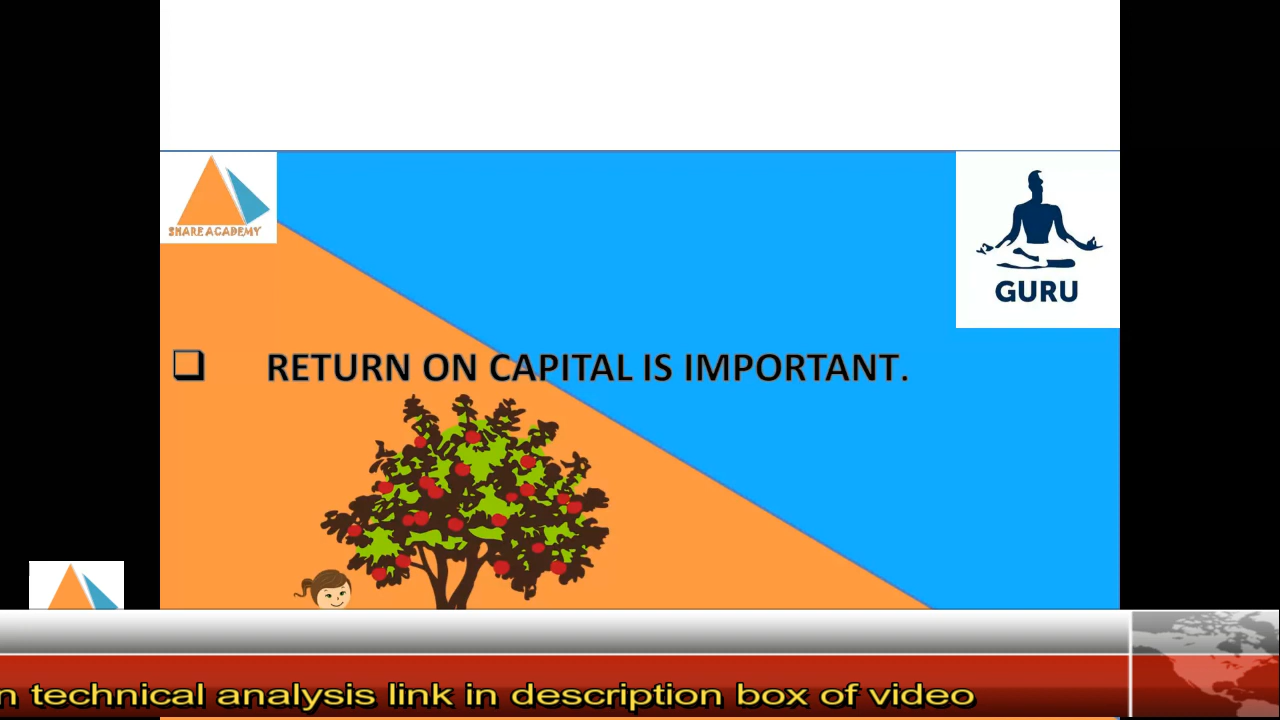 SHARE ACADEMY
GURU
RETURN ON CAPITAL IS IMPORTANT.
technical analysis link in description box of video